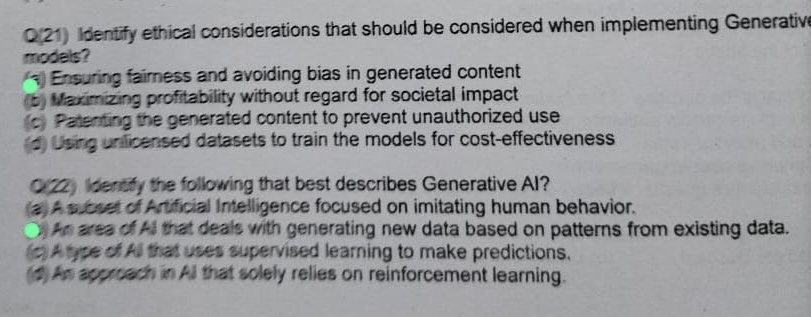 Q(21) Identify ethical considerations that should be considered when implementing Generative
models?
(a) Ensuring fairness and avoiding bias in generated content
(b) Maximizing profitability without regard for societal impact
(c) Patenting the generated content to prevent unauthorized use
(d) Using unlicensed datasets to train the models for cost-effectiveness
Q(22) Identify the following that best describes Generative AI?
(a) A subset of Artificial Intelligence focused on imitating human behavior.
) An area of AI that deals with generating new data based on patterns from existing data.
(c) A type of AI that uses supervised learning to make predictions.
(d) An approach in AI that solely relies on reinforcement learning.